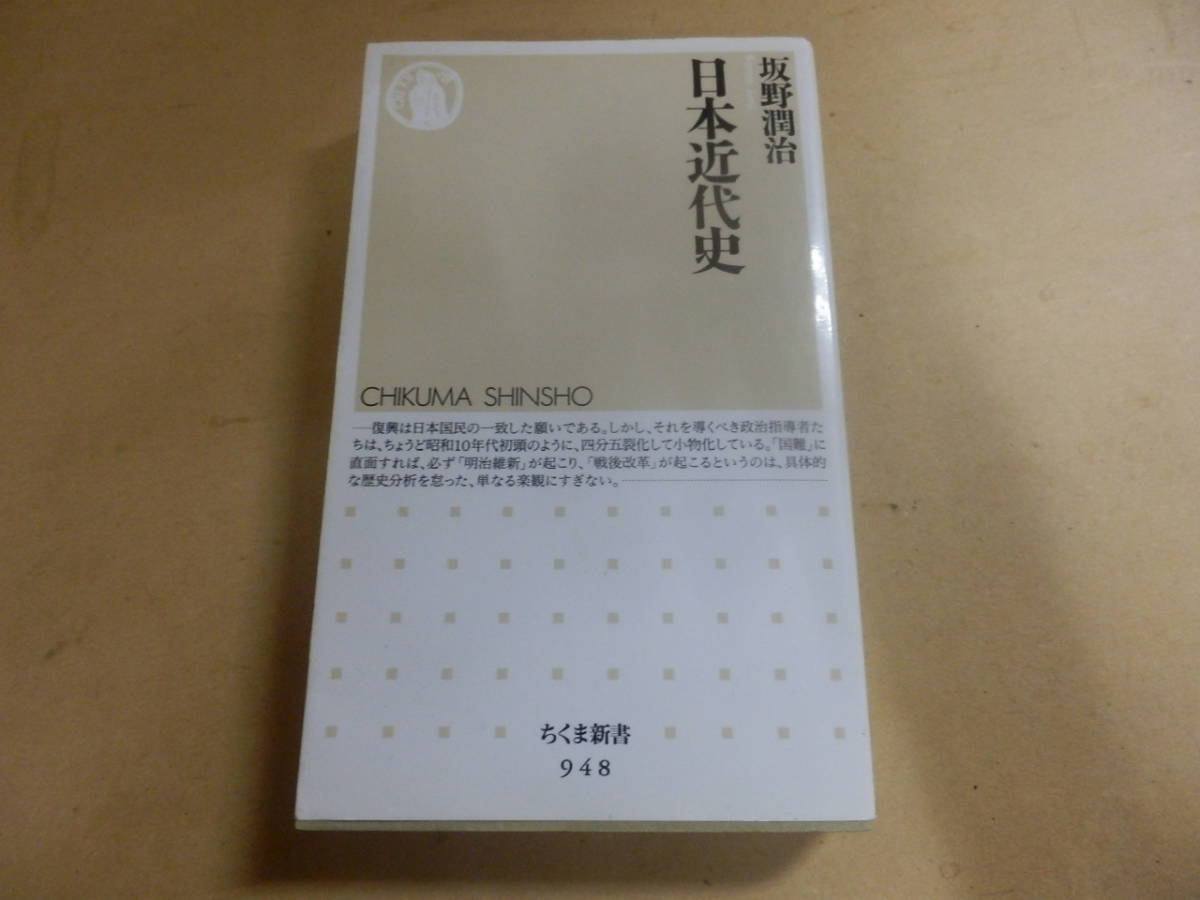 坂野潤治
日本近代史
CHIKUMA SHINSHO
―復興は日本国民の一致した願いである。しかし、それを導くべき政治指導者た
ちは、ちょうど昭和10年代初頭のように、四分五裂化して小物化している。「国難」に
直面すれば、必ず「明治維新」が起こり、「戦後改革」が起こるというのは、具体的
な歴史分析を怠った、単なる楽観にすぎない。
ちくま新書
948